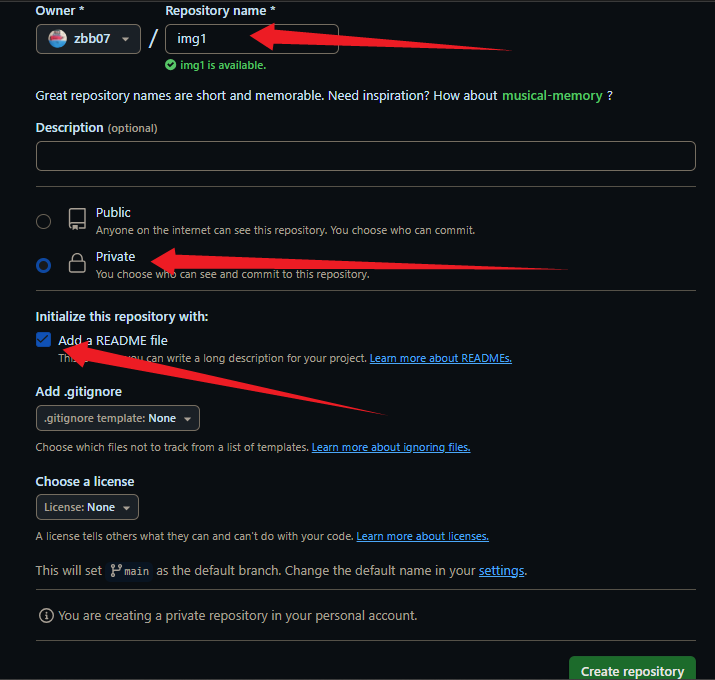 Owner * Repository name *
zbb07 / img1
img1 is available.
Great repository names are short and memorable. Need inspiration? How about musical-memory ?
Description (optional)
Public
Anyone on the internet can see this repository. You choose who can commit.
Private
You choose who can see and commit to this repository.
Initialize this repository with:
Add a README file
you can write a long description for your project. Learn more about READMEs.
Add .gitignore
.gitignore template: None
Choose which files not to track from a list of templates. Learn more about ignoring files.
Choose a license
License: None
A license tells others what they can and can't do with your code. Learn more about licenses.
This will set main as the default branch. Change the default name in your settings.
You are creating a private repository in your personal account.
Create repository